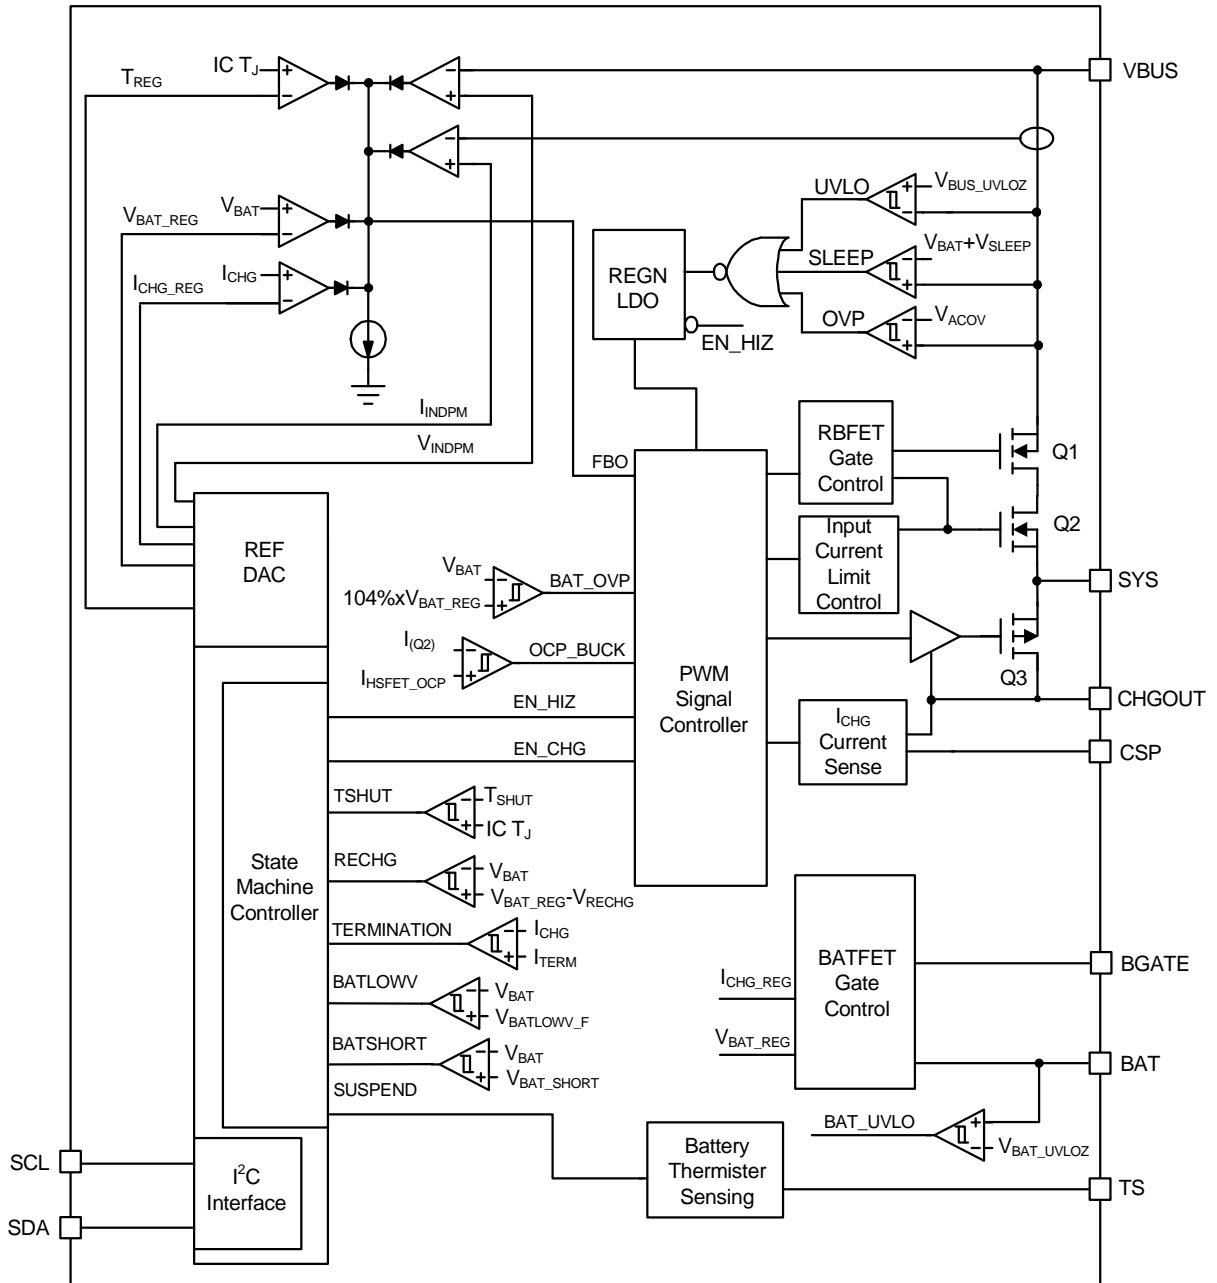 IC TJ
TREG
VBUS
UVLO
VBUS_UVLOZ
VBAT
VBAT_REG
SLEEP
VBAT+VSLEEP
REGN
LDO
ICHG
ICHG_REG
OVP
VACOV
EN_HIZ
IINDPM
VINDPM
RBFET
Gate
Control
Q1
FBO
REF
DAC
Input
Current
Limit
Control
Q2
VBAT
104%xVBAT_REG
BAT_OVP
SYS
I(Q2)
IHSFET_OCP
OCP_BUCK
PWM
Signal
Controller
Q3
CHGOUT
EN_HIZ
ICHG
Current
Sense
CSP
EN_CHG
TSHUT
TSHUT
IC TJ
State
Machine
Controller
RECHG
VBAT
VBAT_REG-VRECHG
TERMINATION
ICHG
ITERM
BATFET
Gate
Control
BGATE
ICHG_REG
BATLOWV
VBAT
VBATLOWV_F
VBAT_REG
BATSHORT
VBAT
VBAT_SHORT
BAT
SUSPEND
BAT_UVLO
VBAT_UVLOZ
Battery
Thermister
Sensing
SCL
I2C
Interface
TS
SDA